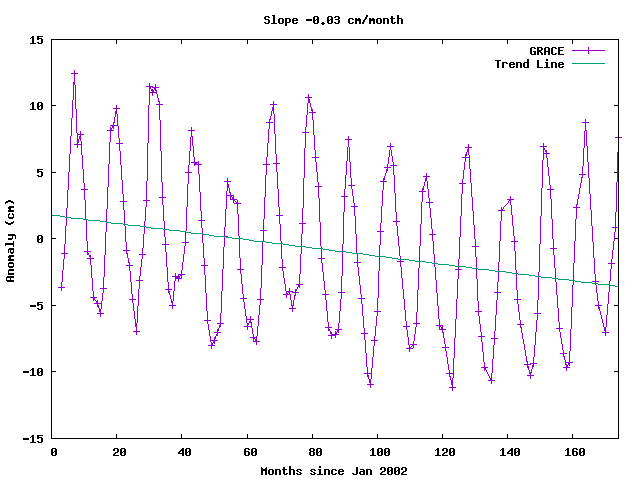 Slope -0.03 cm/month
GRACE
Trend Line
15
10
5
0
-5
-10
-15
Anomaly (cm)
0 20 40 60 80 100 120 140 160
Months since Jan 2002